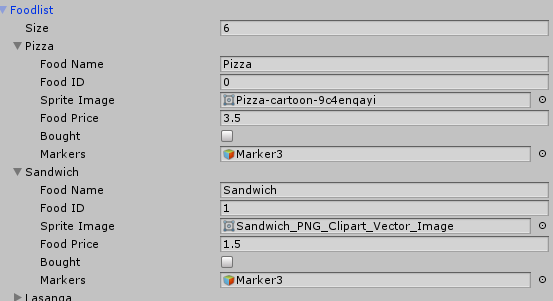 Foodlist
Size 6
Pizza
Food Name Pizza
Food ID 0
Sprite Image Pizza-cartoon-9c4enqayi
Food Price 3.5
Bought
Markers Marker3
Sandwich
Food Name Sandwich
Food ID 1
Sprite Image Sandwich_PNG_Clipart_Vector_Image
Food Price 1.5
Bought
Markers Marker3
Lasanga